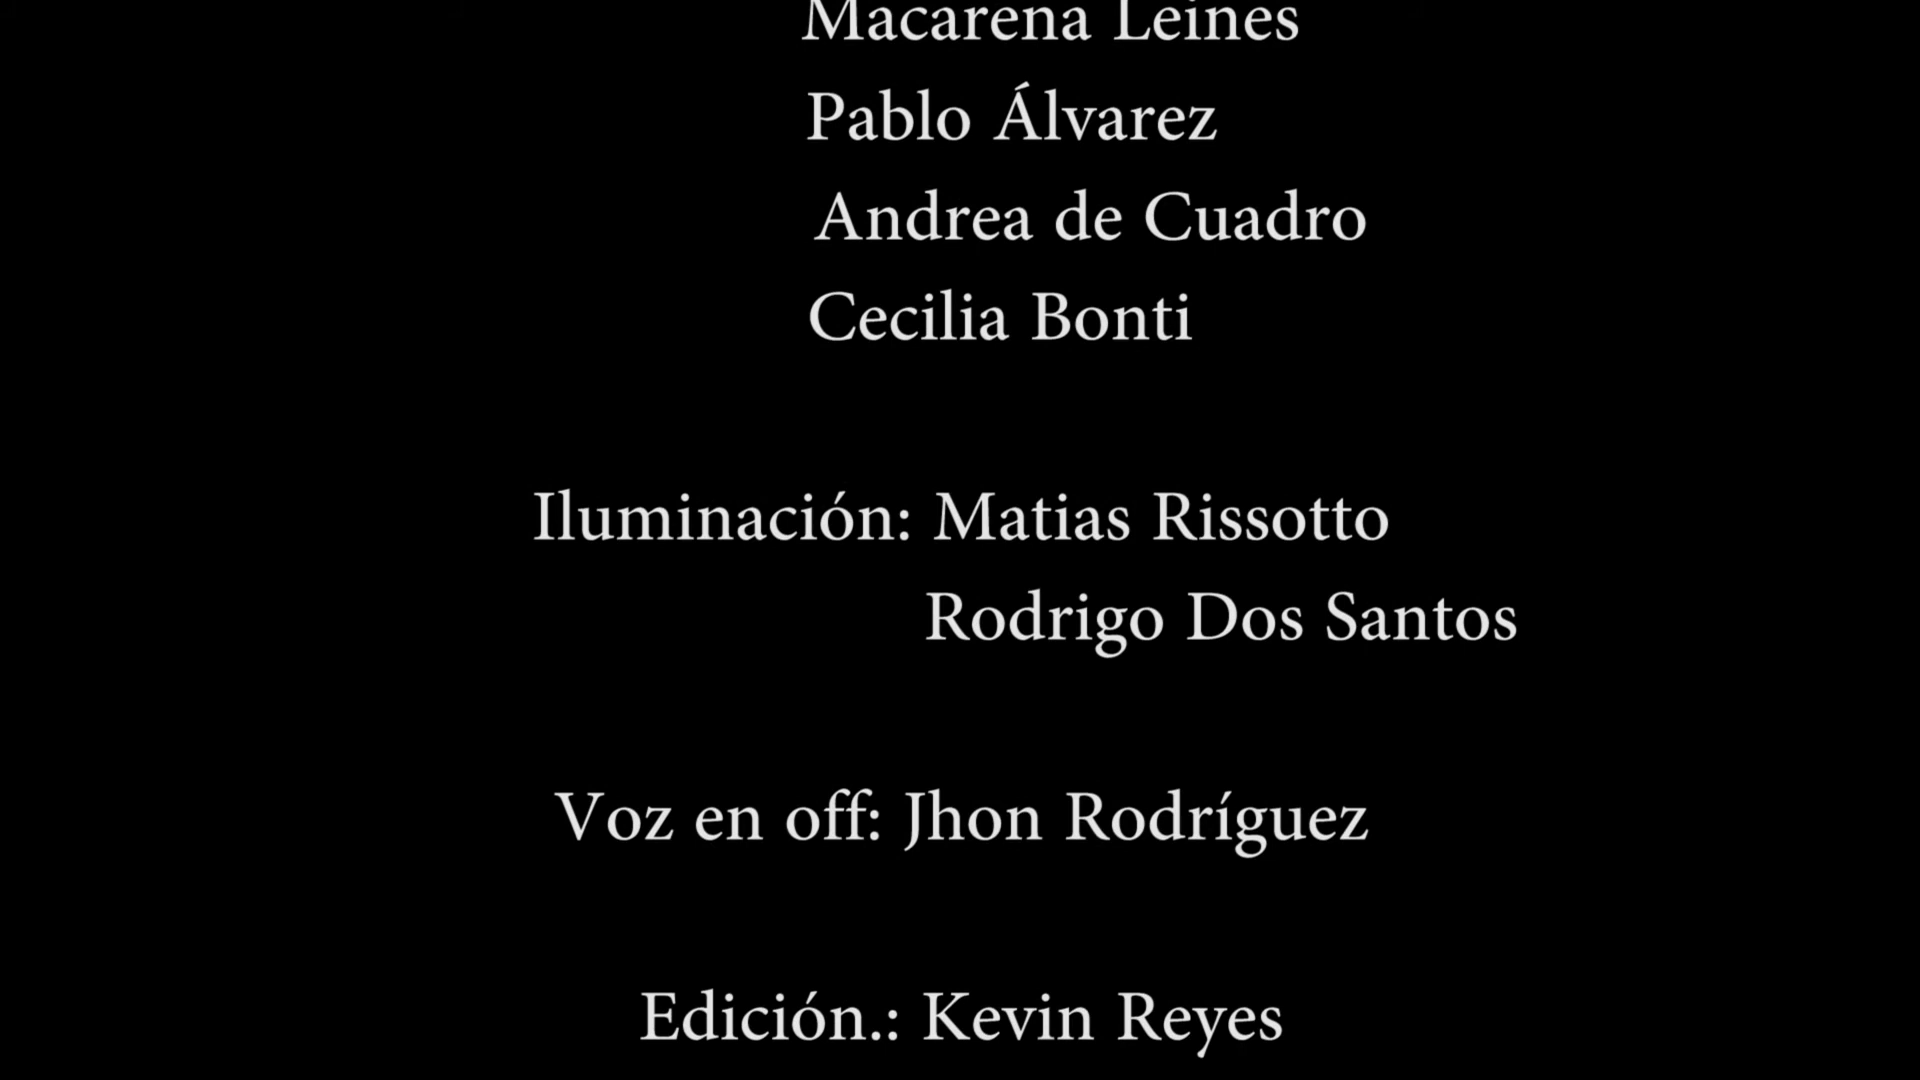 Macarena Leines
Pablo Álvarez
Andrea de Cuadro
Cecilia Bonti
Iluminación: Matias Rissotto
Rodrigo Dos Santos
Voz en off: Jhon Rodríguez
Edición.: Kevin Reyes